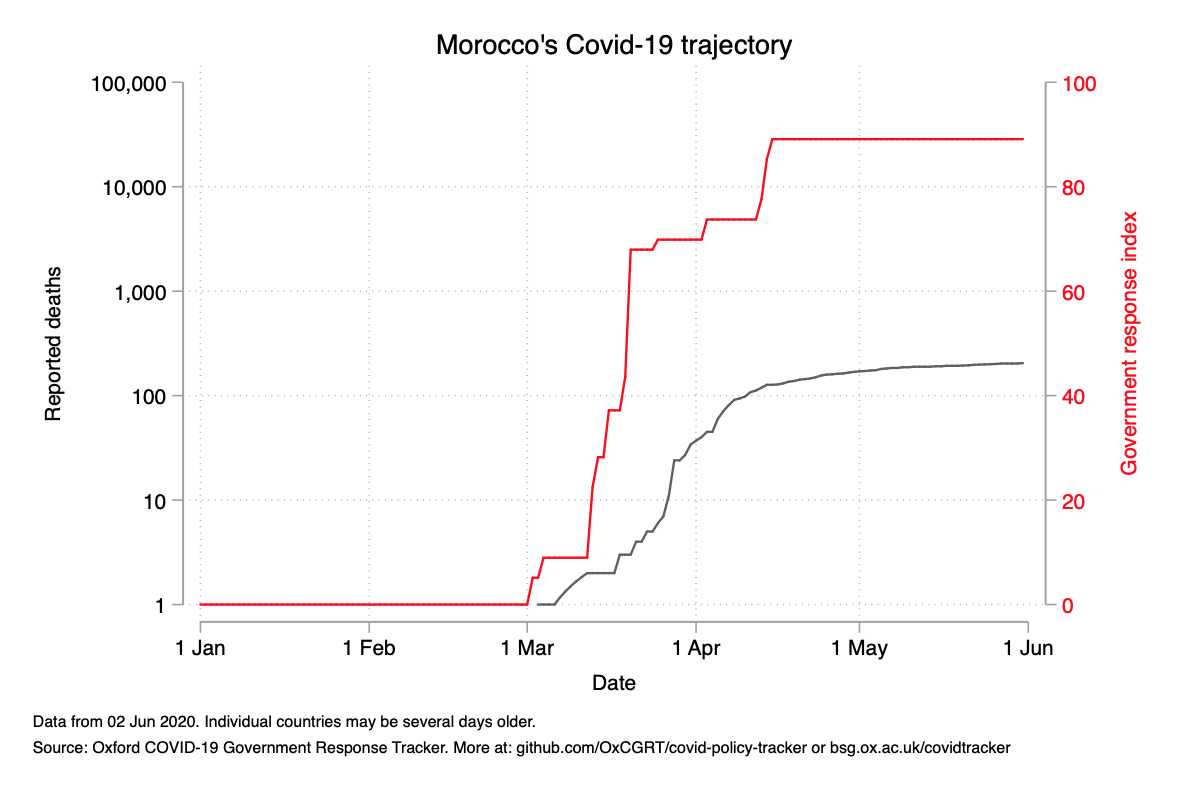 Morocco's Covid-19 trajectory
100,000
10,000
1,000
100
10
1
Reported deaths
100
80
60
40
20
0
Government response index
1 Jan
1 Feb
1 Mar
1 Apr
1 May
1 Jun
Date
Data from 02 Jun 2020. Individual countries may be several days older.
Source: Oxford COVID-19 Government Response Tracker. More at: github.com/OxCGRT/covid-policy-tracker or bsg.ox.ac.uk/covidtracker